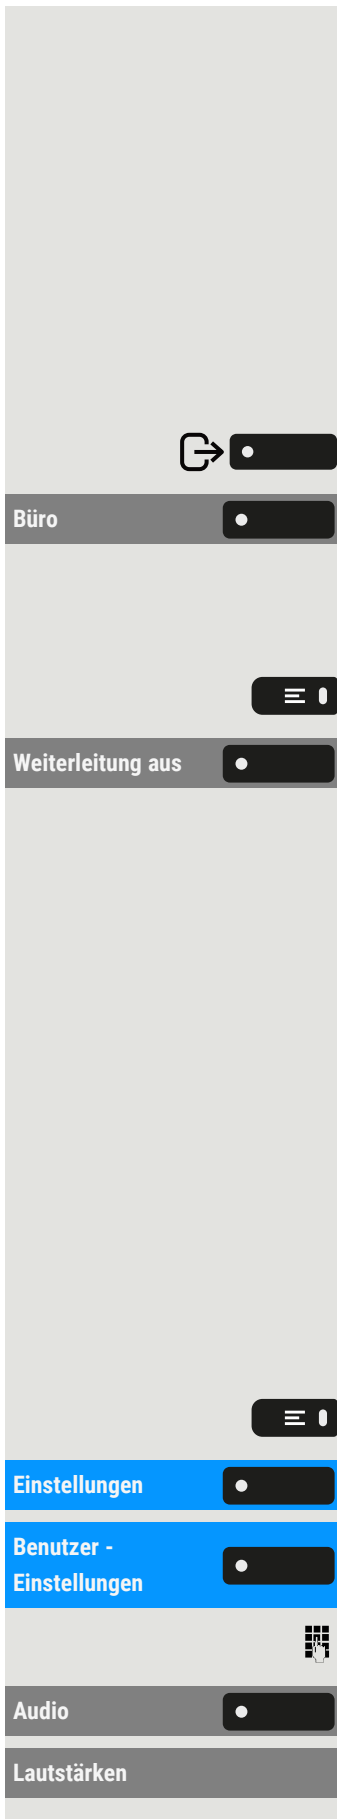 Büro
Weiterleitung aus
Einstellungen
Benutzer -
Einstellungen
Audio
Lautstärken